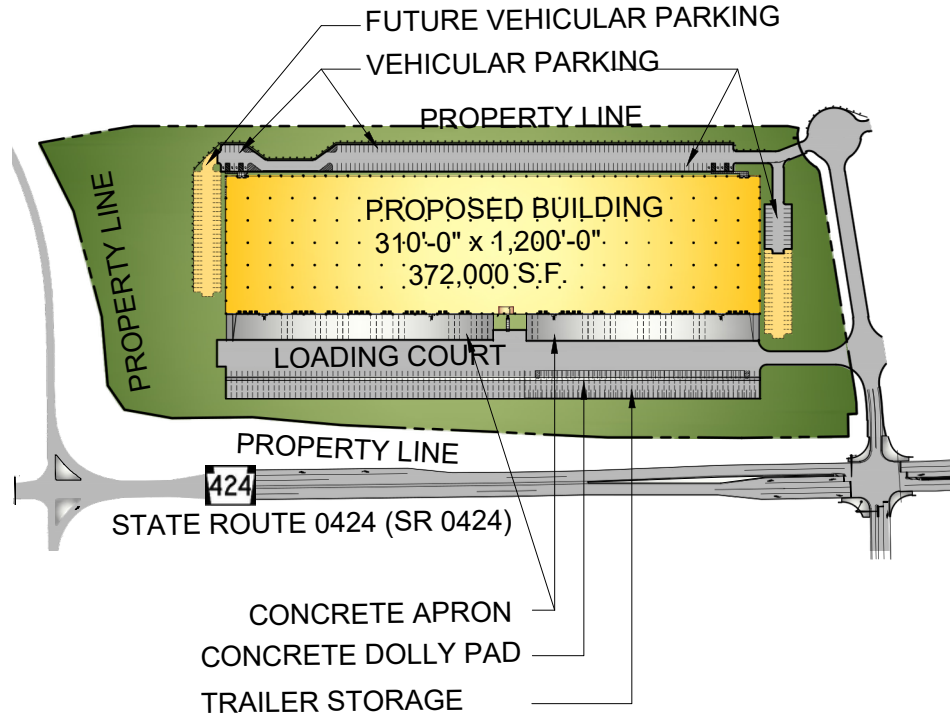 FUTURE VEHICULAR PARKING
VEHICULAR PARKING
PROPERTY LINE
PROPERTY LINE
PROPOSED BUILDING
310'-0" x 1,200'-0"
372,000 S.F.
LOADING COURT
PROPERTY LINE
424
STATE ROUTE 0424 (SR 0424)
CONCRETE APRON
CONCRETE DOLLY PAD
TRAILER STORAGE